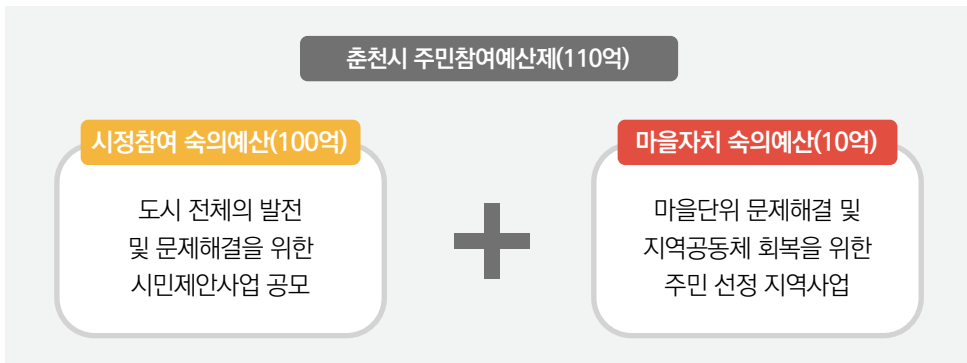 춘천시 주민참여예산제(110억)
시정참여 숙의예산(100억)
도시 전체의 발전
및 문제해결을 위한
시민제안사업 공모
마을자치 숙의예산(10억)
마을단위 문제해결 및
지역공동체 회복을 위한
주민 선정 지역사업